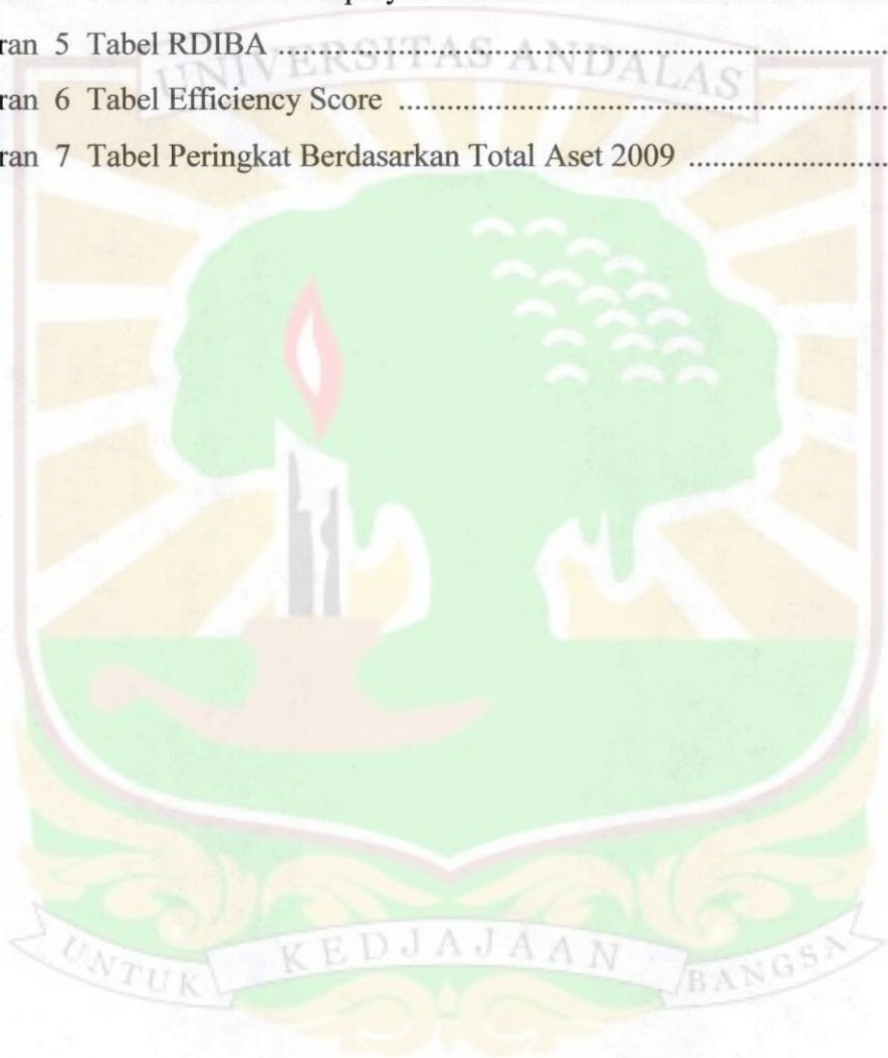 ran 5 Tabel RDIBA ........................................................................
ran 6 Tabel Efficiency Score ............................................................
ran 7 Tabel Peringkat Berdasarkan Total Aset 2009 .........................
UNIVERSITAS ANDALAS
UNTUK KEDJAJAAN BANGSA